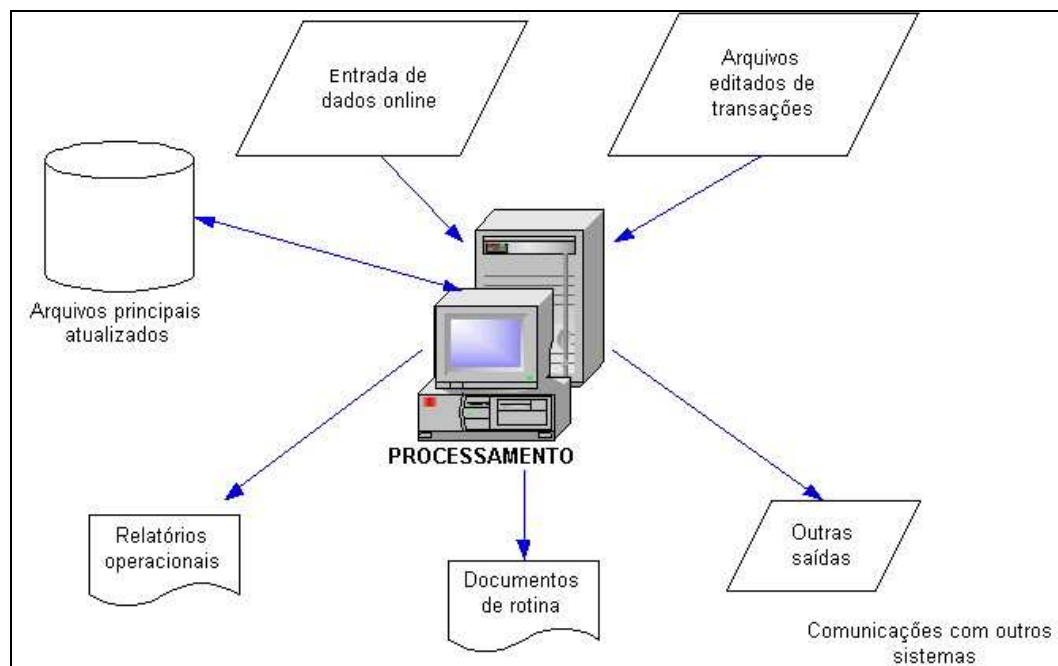 Entrada de
dados online
Arquivos
editados de
transações
Arquivos principais
atualizados
PROCESSAMENTO
Relatórios
operacionais
Documentos
de rotina
Outras
saídas
Comunicações com outros
sistemas